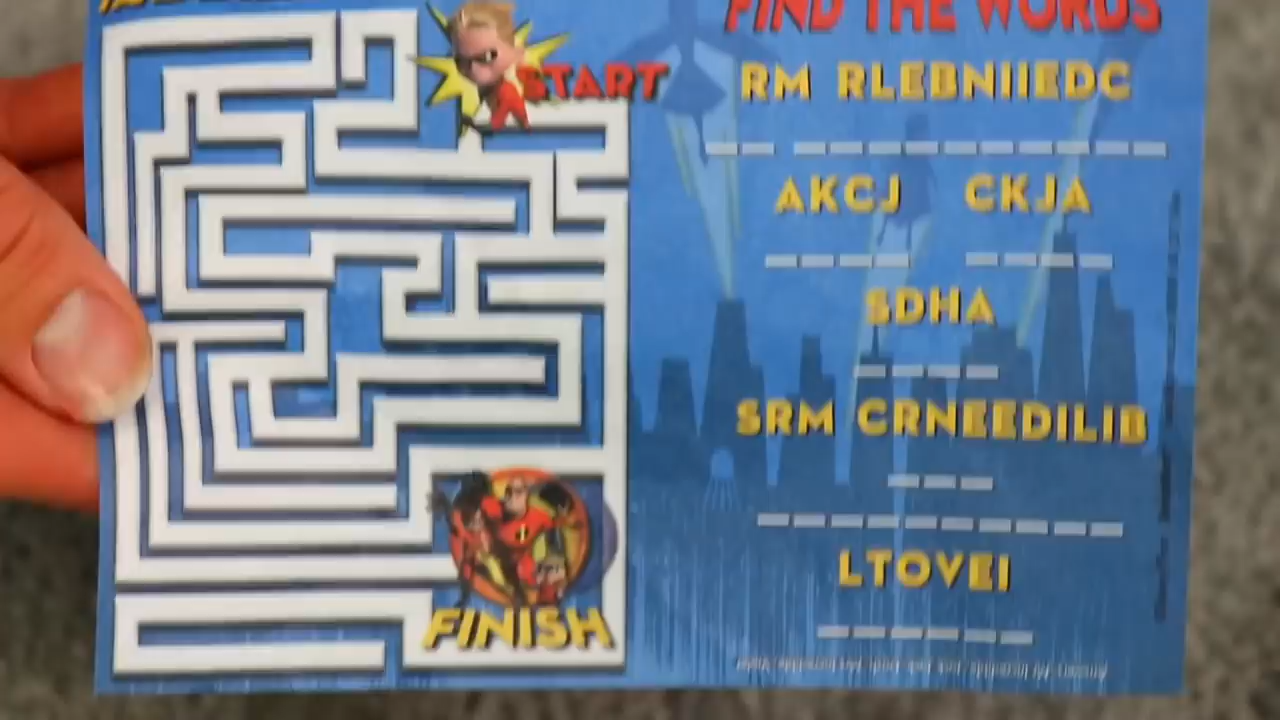 START
FINISH
FIND THE WORDS
RM RLEBNIIEDC
AKCJ CKJA
SDHA
SRM CRNEEDILIB
LTOVEI